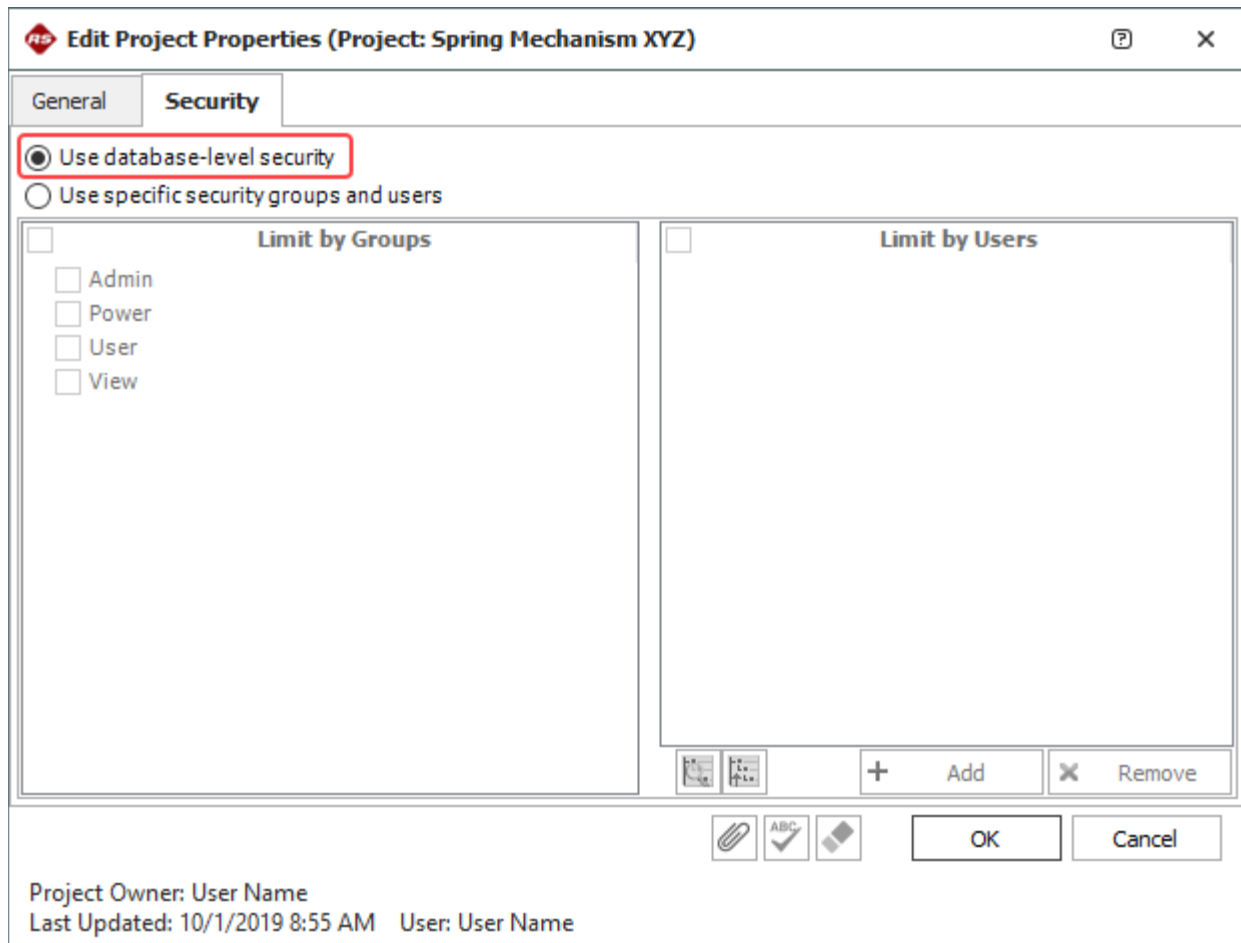 RS Edit Project Properties (Project: Spring Mechanism XYZ)
General Security
Use database-level security
Use specific security groups and users
Limit by Groups
Admin
Power
User
View
Limit by Users
Add Remove
ABC OK Cancel
Project Owner: User Name
Last Updated: 10/1/2019 8:55 AM User: User Name